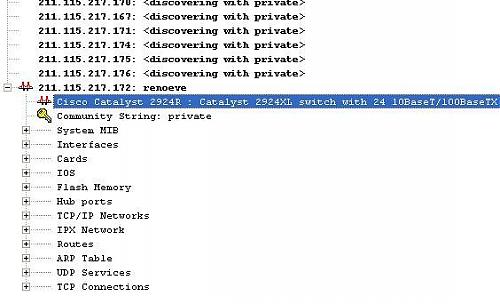 211.115.217.170: <discovering with private>
211.115.217.167: <discovering with private>
211.115.217.171: <discovering with private>
211.115.217.174: <discovering with private>
211.115.217.175: <discovering with private>
211.115.217.176: <discovering with private>
211.115.217.172: renoeve
Cisco Catalyst 2924R : Catalyst 2924XL switch with 24 10BaseT/100BaseTX
Community String: private
System MIB
Interfaces
Cards
IOS
Flash Memory
Hub ports
TCP/IP Networks
IPX Network
Routes
ARP Table
UDP Services
TCP Connections